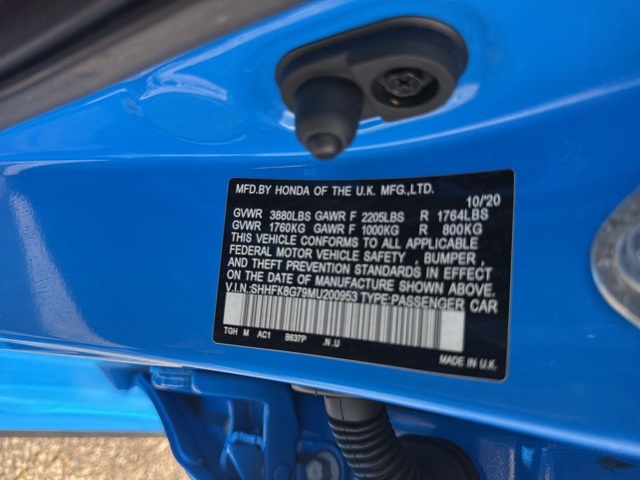 MFD.BY HONDA OF THE U.K. MFG.,LTD. 10/'20
GVWR 3880LBS GAWR F 2205LBS R 1764LBS
GVWR 1760KG GAWR F 1000KG R 800KG
THIS VEHICLE CONFORMS TO ALL APPLICABLE
FEDERAL MOTOR VEHICLE SAFETY , BUMPER ,
AND THEFT PREVENTION STANDARDS IN EFFECT
ON THE DATE OF MANUFACTURE SHOWN ABOVE.
V.I.N.:SHHFK8G79MU200953 TYPE:PASSENGER CAR
TGH M AC1 B637P .N.U
MADE IN U.K.